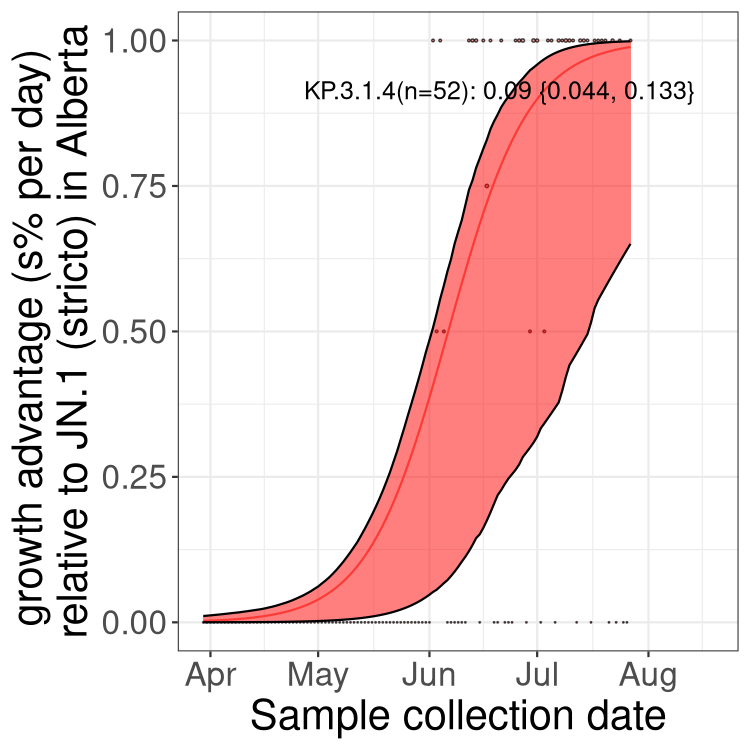 growth advantage (s% per day)
relative to JN.1 (stricto) in Alberta
1.00
0.75
0.50
0.25
0.00
KP.3.1.4(n=52): 0.09 {0.044, 0.133}
Apr May Jun Jul Aug
Sample collection date